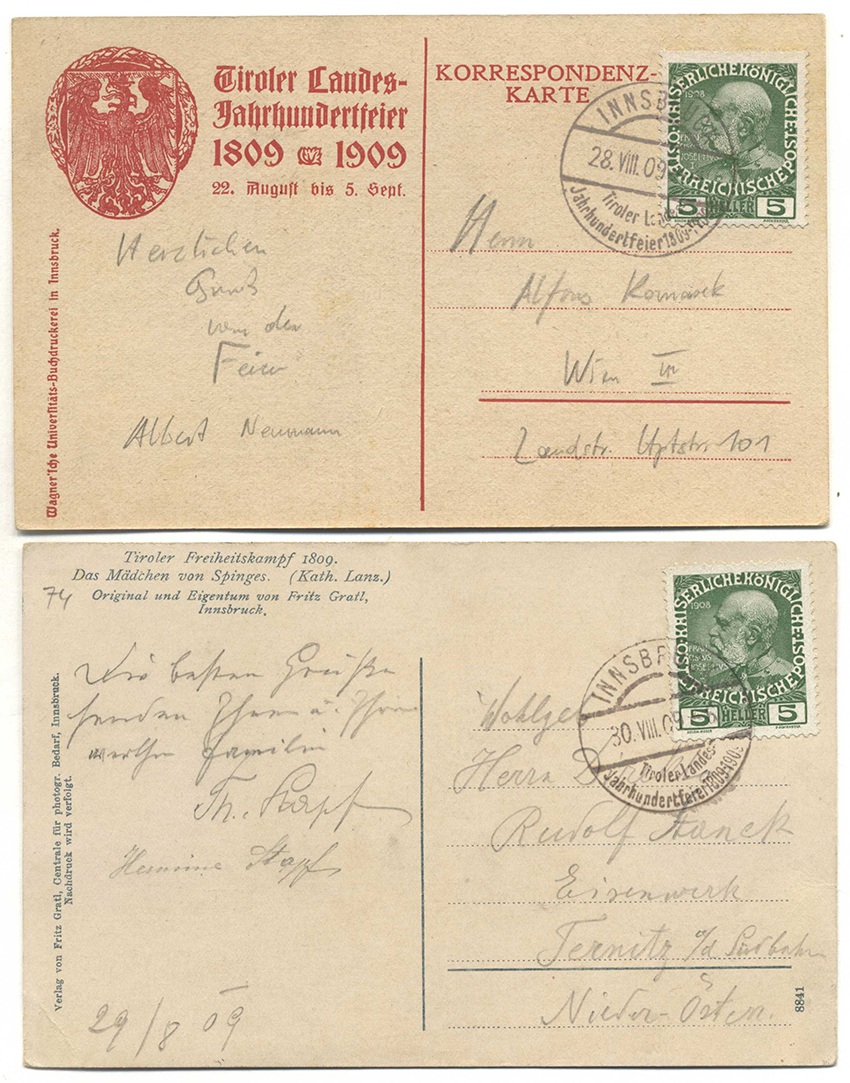 Tiroler Landes-
Jahrhundertfeier
1809 1909
22. August bis 5. Sept.
Wagner'sche Universitäts-Buchdruckerei in Innsbruck.
Herzlichen
Gruß
von der
Feier
Albert Neumann
KORRESPONDENZ-
KARTE
KAISERLICHE KÖNIGLICHE ÖSTERREICHISCHE POST
1908
5 HELLER 5
INNSBRUCK
28. VIII. 09
Tiroler Landes-
Jahrhundertfeier 1809-1909
Herrn
Alfons Komarek
Wien III
Landstr. Hptstr. 101
Tiroler Freiheitskampf 1809.
Das Mädchen von Spinges. (Kath. Lanz.)
Original und Eigentum von Fritz Gratl,
Innsbruck.
74
Verlag von Fritz Gratl, Centrale für photogr. Bedarf, Innsbruck.
Nachdruck wird verfolgt.
Die besten Grüße
senden Ihnen u. Ihrer
werthen Familie
Hermine Stapf
29/8 09
KAISERLICHE KÖNIGLICHE ÖSTERREICHISCHE POST
1908
5 HELLER 5
INNSBRUCK
30. VIII. 09
Tiroler Landes-
Jahrhundertfeier 1809-1909
Herrn
Rudolf
Eisenwerk
Ternitz a/d Südbahn
Nieder-Österr.
8841